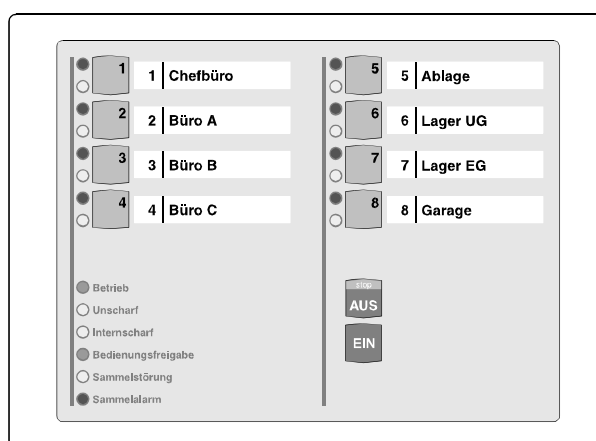 1
1 Chefbüro
2
2 Büro A
3
3 Büro B
4
4 Büro C
5
5 Ablage
6
6 Lager UG
7
7 Lager EG
8
8 Garage
Betrieb
Unscharf
Internscharf
Bedienungsfreigabe
Sammelstörung
Sammelalarm
stop
AUS
EIN